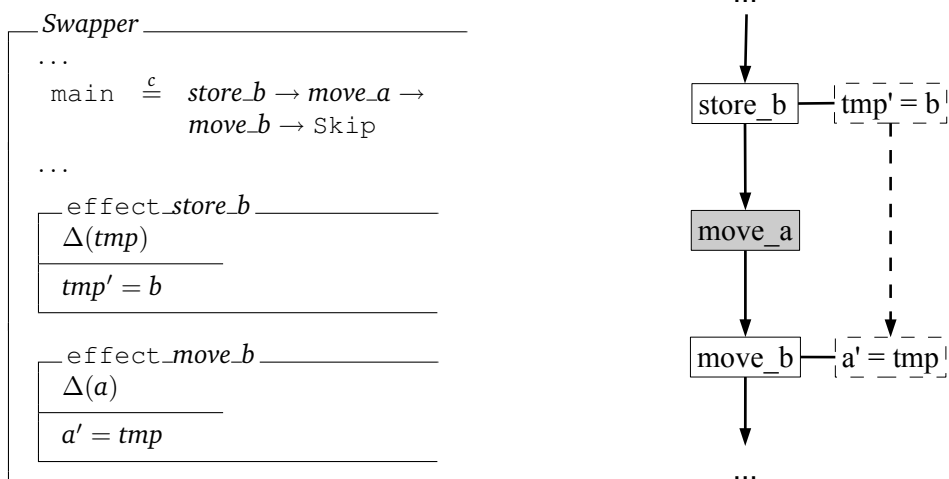 Swapper
...
main c= store_b → move_a →
move_b → Skip
...
effect_store_b
Δ(tmp)
tmp′ = b
effect_move_b
Δ(a)
a′ = tmp
...
store_b
tmp' = b
move_a
move_b
a' = tmp
...